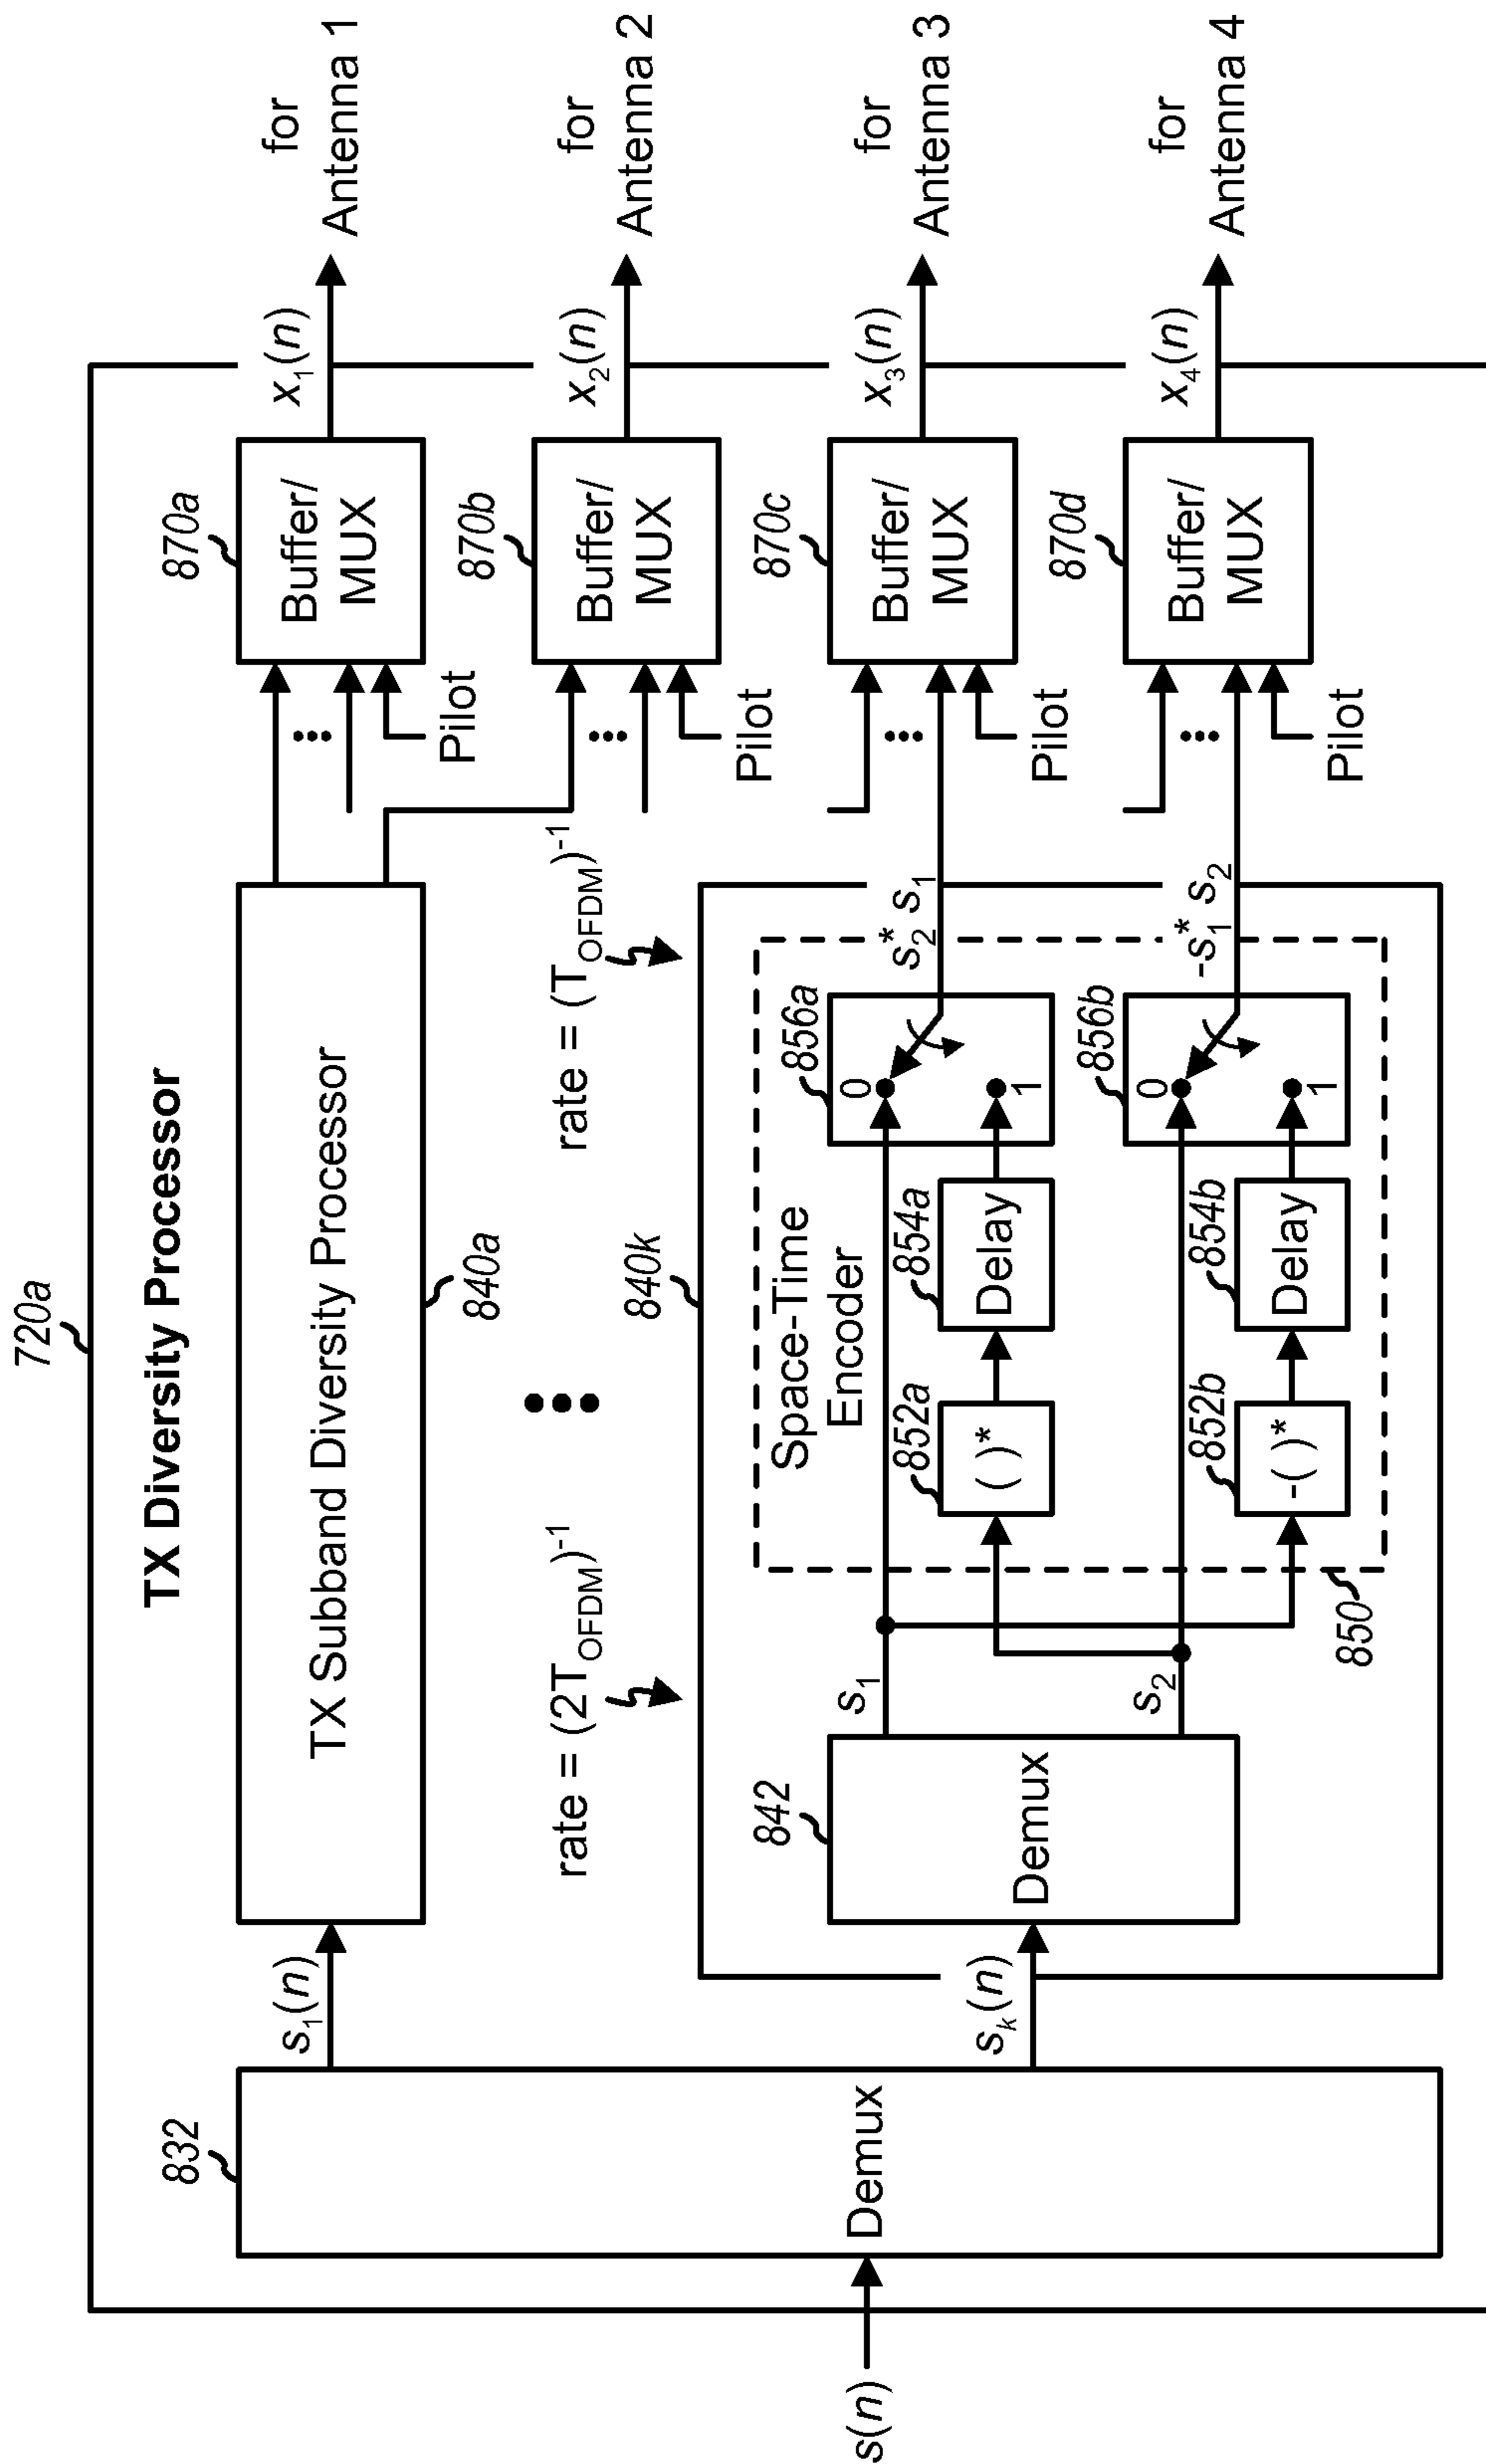 720a
TX Diversity Processor
832
Demux
s(n)
s₁(n)
TX Subband Diversity Processor
840a
870a
Buffer/
MUX
Pilot
x₁(n)
for
Antenna 1
870b
Buffer/
MUX
Pilot
x₂(n)
for
Antenna 2
rate = (2T_OFDM)⁻¹
rate = (T_OFDM)⁻¹
840k
sₖ(n)
842
Demux
s₁
s₂
Space-Time
Encoder
850
852a
( )*
854a
Delay
856a
0
1
s₂* s₁
852b
-( )*
854b
Delay
856b
0
1
-s₁* s₂
870c
Buffer/
MUX
Pilot
x₃(n)
for
Antenna 3
870d
Buffer/
MUX
Pilot
x₄(n)
for
Antenna 4